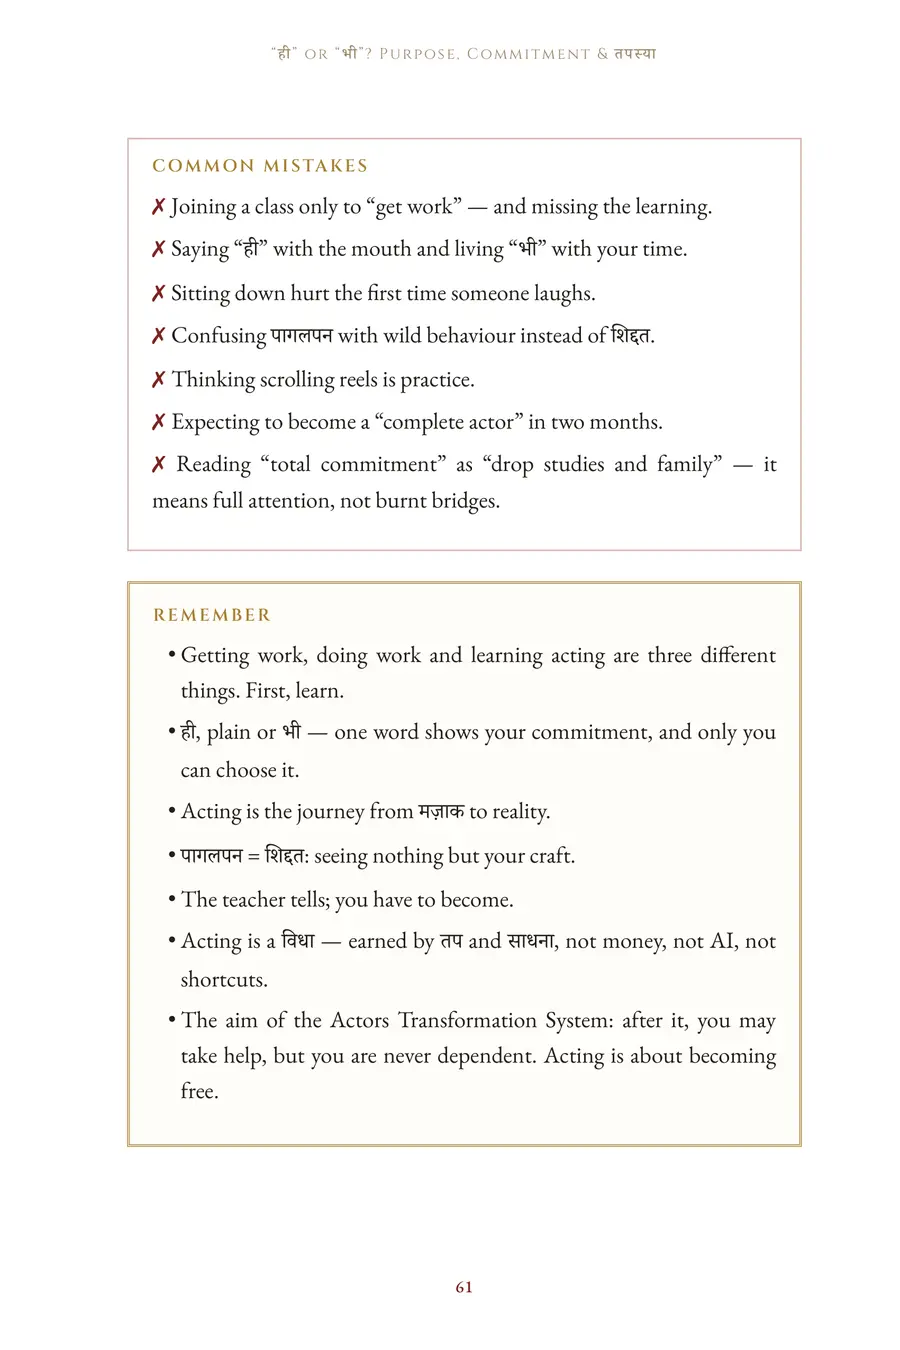 “ही” or “भी”? Purpose, Commitment & तपस्या
COMMON MISTAKES
✗ Joining a class only to “get work” — and missing the learning.
✗ Saying “ही” with the mouth and living “भी” with your time.
✗ Sitting down hurt the first time someone laughs.
✗ Confusing पागलपन with wild behaviour instead of शिद्दत.
✗ Thinking scrolling reels is practice.
✗ Expecting to become a “complete actor” in two months.
✗ Reading “total commitment” as “drop studies and family” — it
means full attention, not burnt bridges.
REMEMBER
• Getting work, doing work and learning acting are three different
things. First, learn.
• ही, plain or भी — one word shows your commitment, and only you
can choose it.
• Acting is the journey from मज़ाक to reality.
• पागलपन = शिद्दत: seeing nothing but your craft.
• The teacher tells; you have to become.
• Acting is a विधा — earned by तप and साधना, not money, not AI, not
shortcuts.
• The aim of the Actors Transformation System: after it, you may
take help, but you are never dependent. Acting is about becoming
free.
61